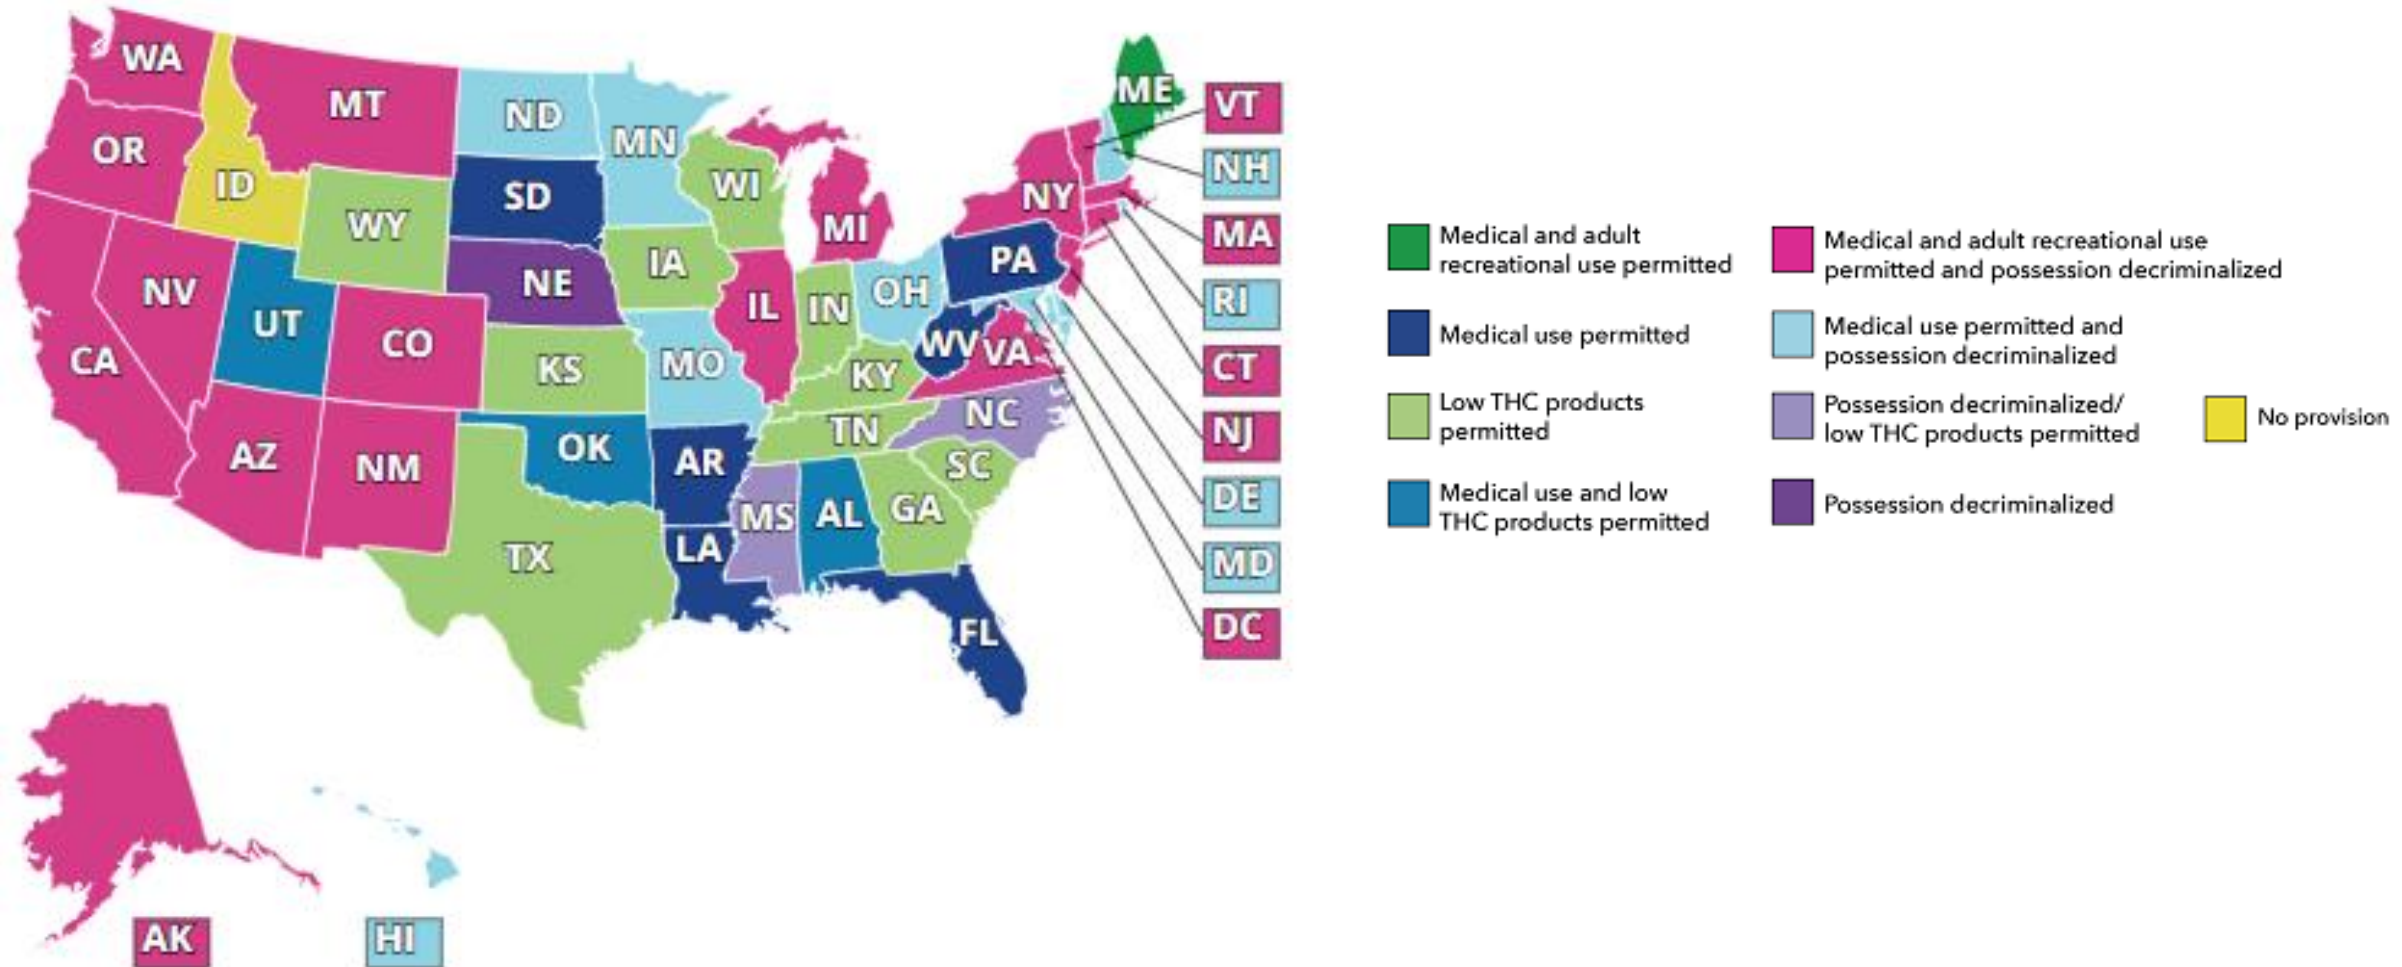 WA
MT
ND
MN
OR
ID
WY
SD
WI
MI
NY
ME
VT
NH
MA
RI
CT
NJ
DE
MD
DC
NV
UT
CO
NE
IA
IL
IN
OH
PA
CA
KS
MO
KY
WV
VA
AZ
NM
OK
AR
TN
NC
SC
TX
LA
MS
AL
GA
FL
AK
HI
Medical and adult
recreational use permitted
Medical use permitted
Low THC products
permitted
Medical use and low
THC products permitted
Medical and adult recreational use
permitted and possession decriminalized
Medical use permitted and
possession decriminalized
Possession decriminalized/
low THC products permitted
Possession decriminalized
No provision